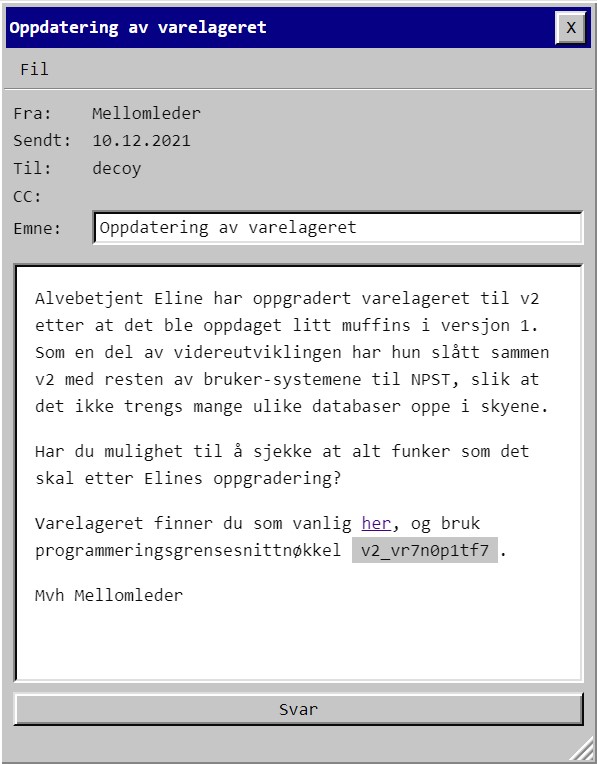 Oppdatering av varelageret X
Fil
Fra: Mellomleder
Sendt: 10.12.2021
Til: decoy
CC:
Emne: Oppdatering av varelageret
Alvebetjent Eline har oppgradert varelageret til v2
etter at det ble oppdaget litt muffins i versjon 1.
Som en del av videreutviklingen har hun slått sammen
v2 med resten av bruker-systemene til NPST, slik at
det ikke trengs mange ulike databaser oppe i skyene.
Har du mulighet til å sjekke at alt funker som det
skal etter Elines oppgradering?
Varelageret finner du som vanlig her, og bruk
programmeringsgrensesnittnøkkel v2_vr7n0p1tf7.
Mvh Mellomleder
Svar